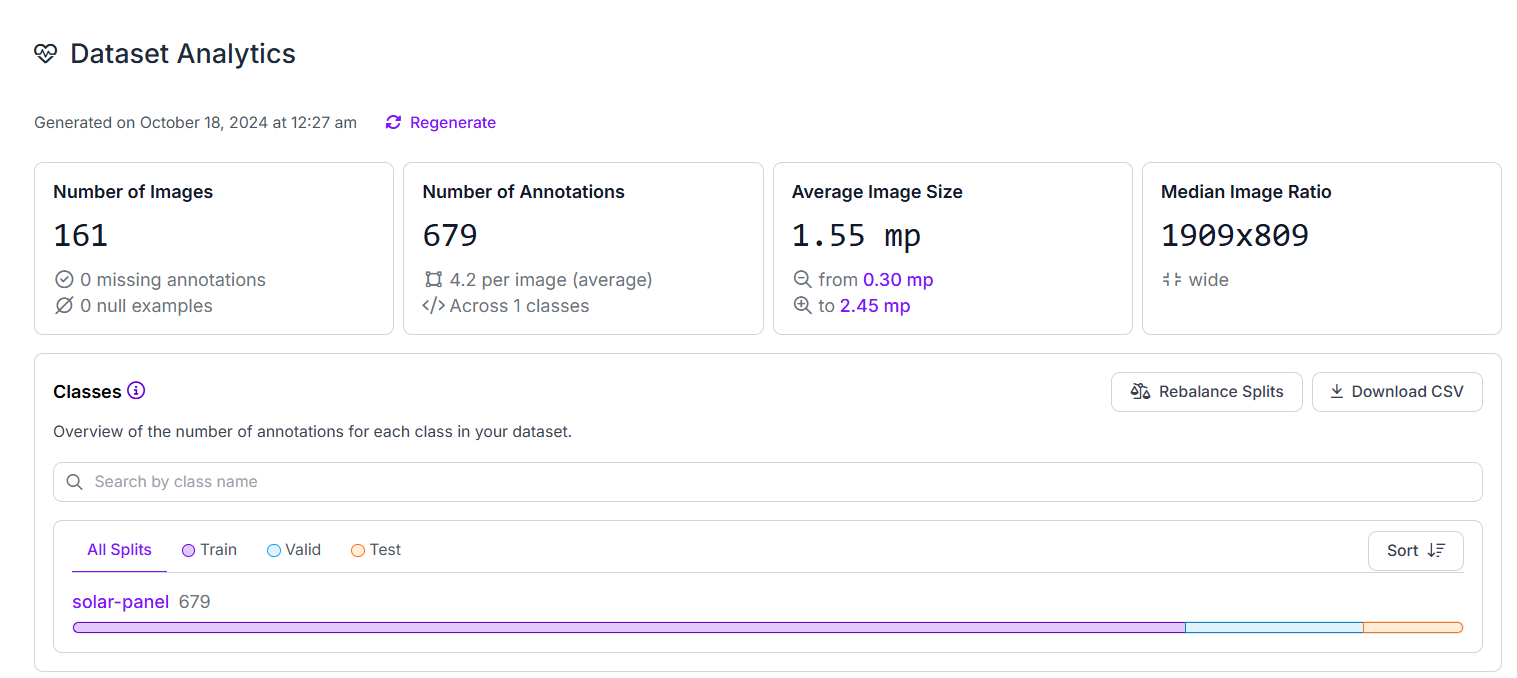 Dataset Analytics
Generated on October 18, 2024 at 12:27 am Regenerate
Number of Images
161
0 missing annotations
0 null examples
Number of Annotations
679
4.2 per image (average)
</> Across 1 classes
Average Image Size
1.55 mp
from 0.30 mp
to 2.45 mp
Median Image Ratio
1909x809
wide
Classes
Rebalance Splits
Download CSV
Overview of the number of annotations for each class in your dataset.
Search by class name
All Splits Train Valid Test
Sort
solar-panel 679